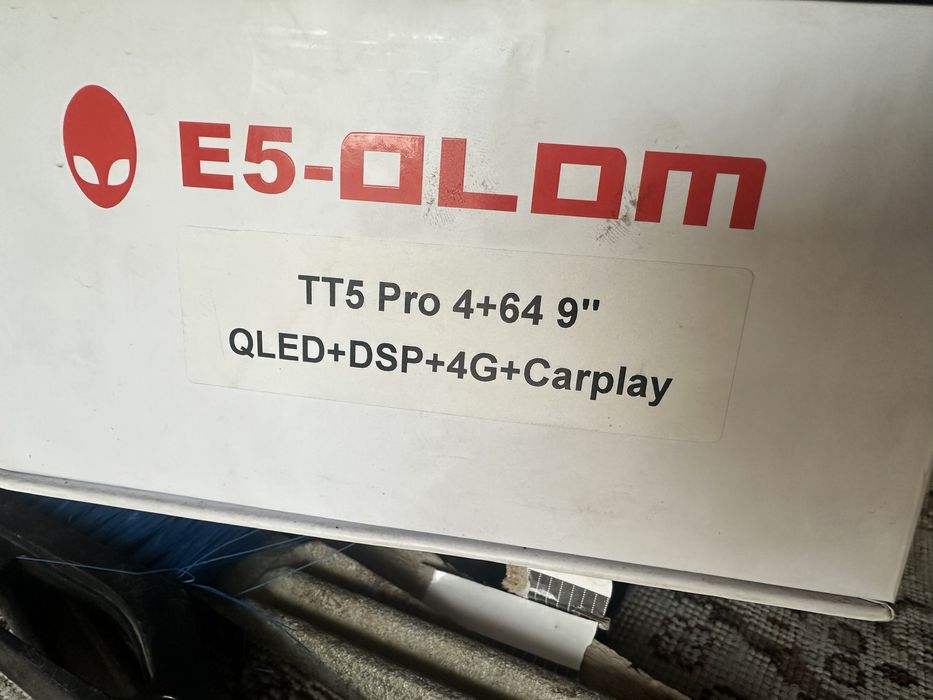 E5-OLOM
TT5 Pro 4+64 9"
QLED+DSP+4G+Carplay